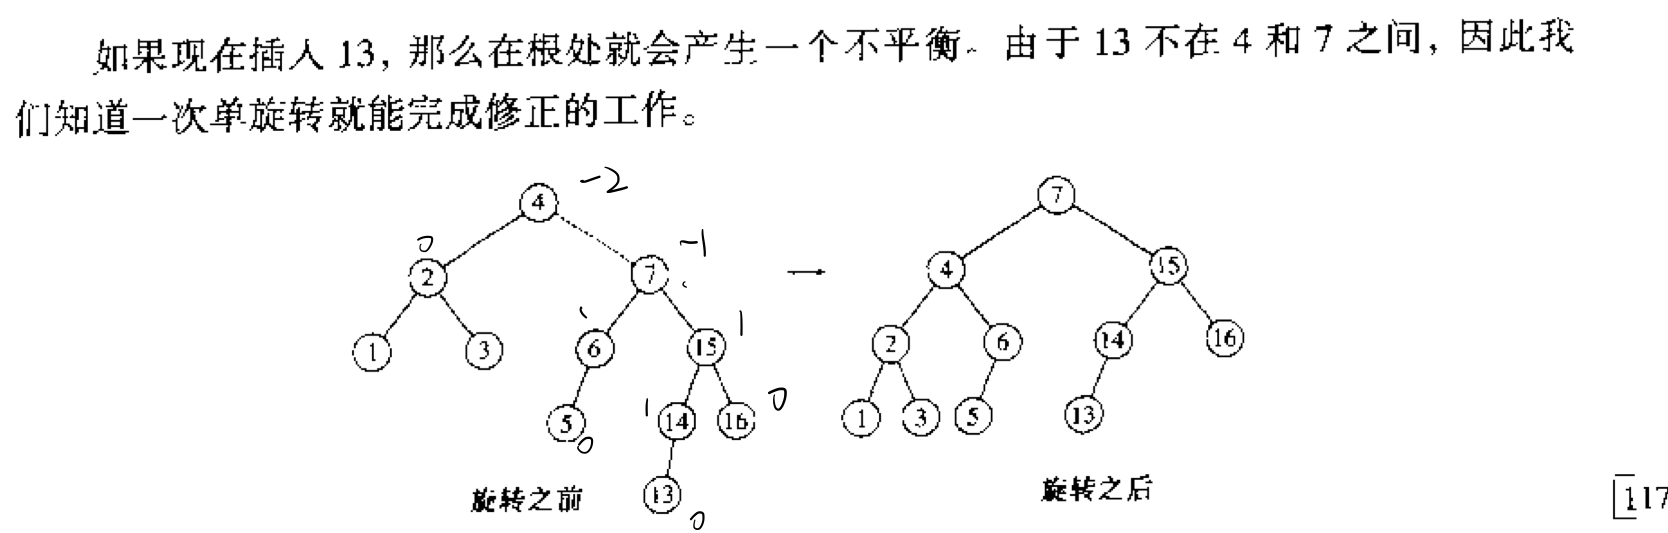 如果现在插入 13, 那么在根处就会产生一个不平衡。由于 13 不在 4 和 7 之间, 因此我
们知道一次单旋转就能完成修正的工作。
4 -2 7
0 -1
2 7 4 15
1
1 3 6 15 2 6 14 16
1 0
5 14 16 1 3 5 13
0
旋转之前 13 旋转之后 117
0